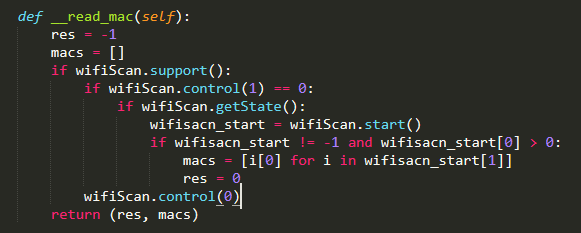 def __read_mac(self):
    res = -1
    macs = []
    if wifiScan.support():
        if wifiScan.control(1) == 0:
            if wifiScan.getState():
                wifisacn_start = wifiScan.start()
                if wifisacn_start != -1 and wifisacn_start[0] > 0:
                    macs = [i[0] for i in wifisacn_start[1]]
                    res = 0
        wifiScan.control(0)
    return (res, macs)